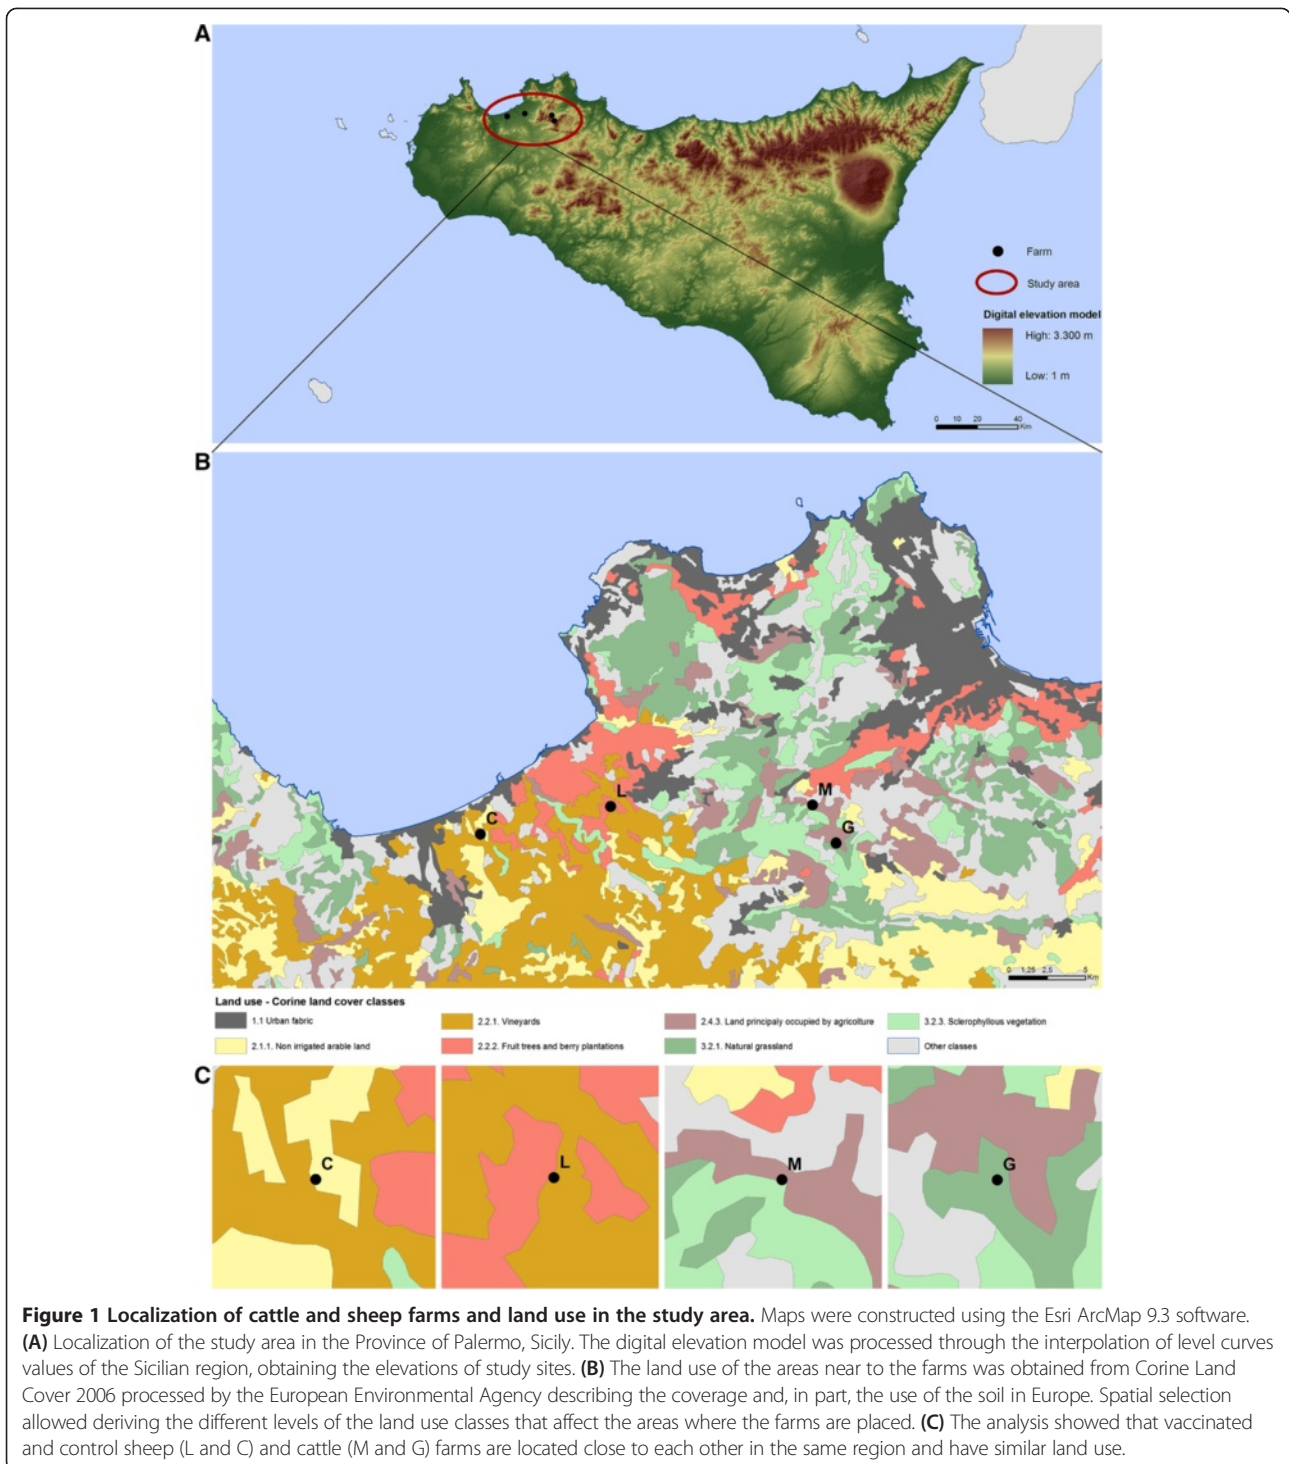 A
Farm
Study area
Digital elevation model
High: 3.300 m
Low: 1 m
0 10 20 40
Km
B
L
M
C
G
0 1,25 2.5 5
Km
Land use - Corine land cover classes
1.1 Urban fabric
2.2.1. Vineyards
2.4.3. Land principaly occupied by agricolture
3.2.3. Sclerophyllous vegetation
2.1.1. Non irrigated arable land
2.2.2. Fruit trees and berry plantations
3.2.1. Natural grassland
Other classes
C
C
L
M
G
Figure 1 Localization of cattle and sheep farms and land use in the study area. Maps were constructed using the Esri ArcMap 9.3 software.
(A) Localization of the study area in the Province of Palermo, Sicily. The digital elevation model was processed through the interpolation of level curves
values of the Sicilian region, obtaining the elevations of study sites. (B) The land use of the areas near to the farms was obtained from Corine Land
Cover 2006 processed by the European Environmental Agency describing the coverage and, in part, the use of the soil in Europe. Spatial selection
allowed deriving the different levels of the land use classes that affect the areas where the farms are placed. (C) The analysis showed that vaccinated
and control sheep (L and C) and cattle (M and G) farms are located close to each other in the same region and have similar land use.